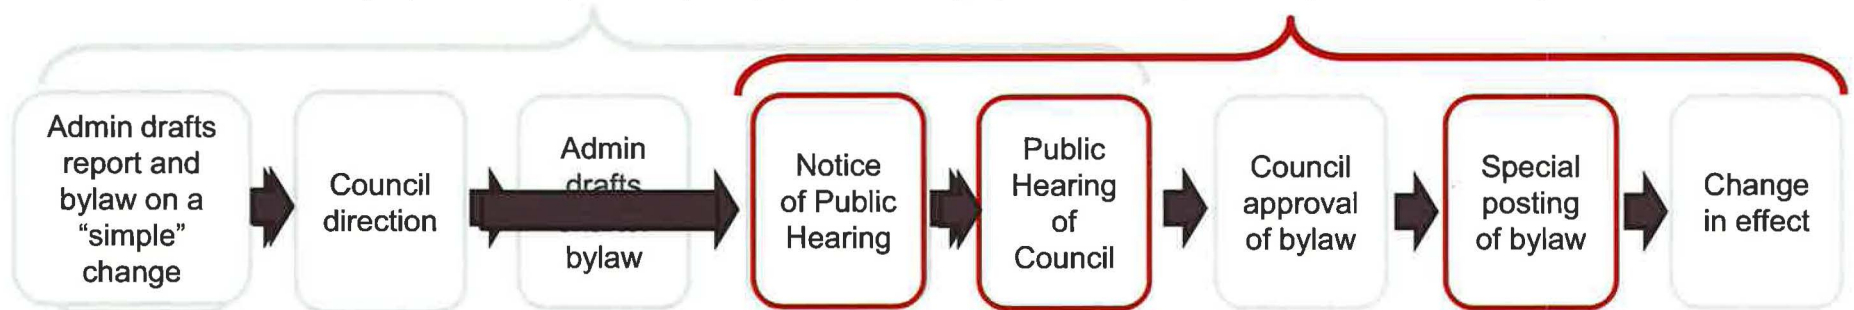 Admin drafts
report and
bylaw on a
“simple”
change
Council
direction
Admin
drafts
bylaw
Notice
of Public
Hearing
Public
Hearing
of
Council
Council
approval
of bylaw
Special
posting
of bylaw
Change
in effect